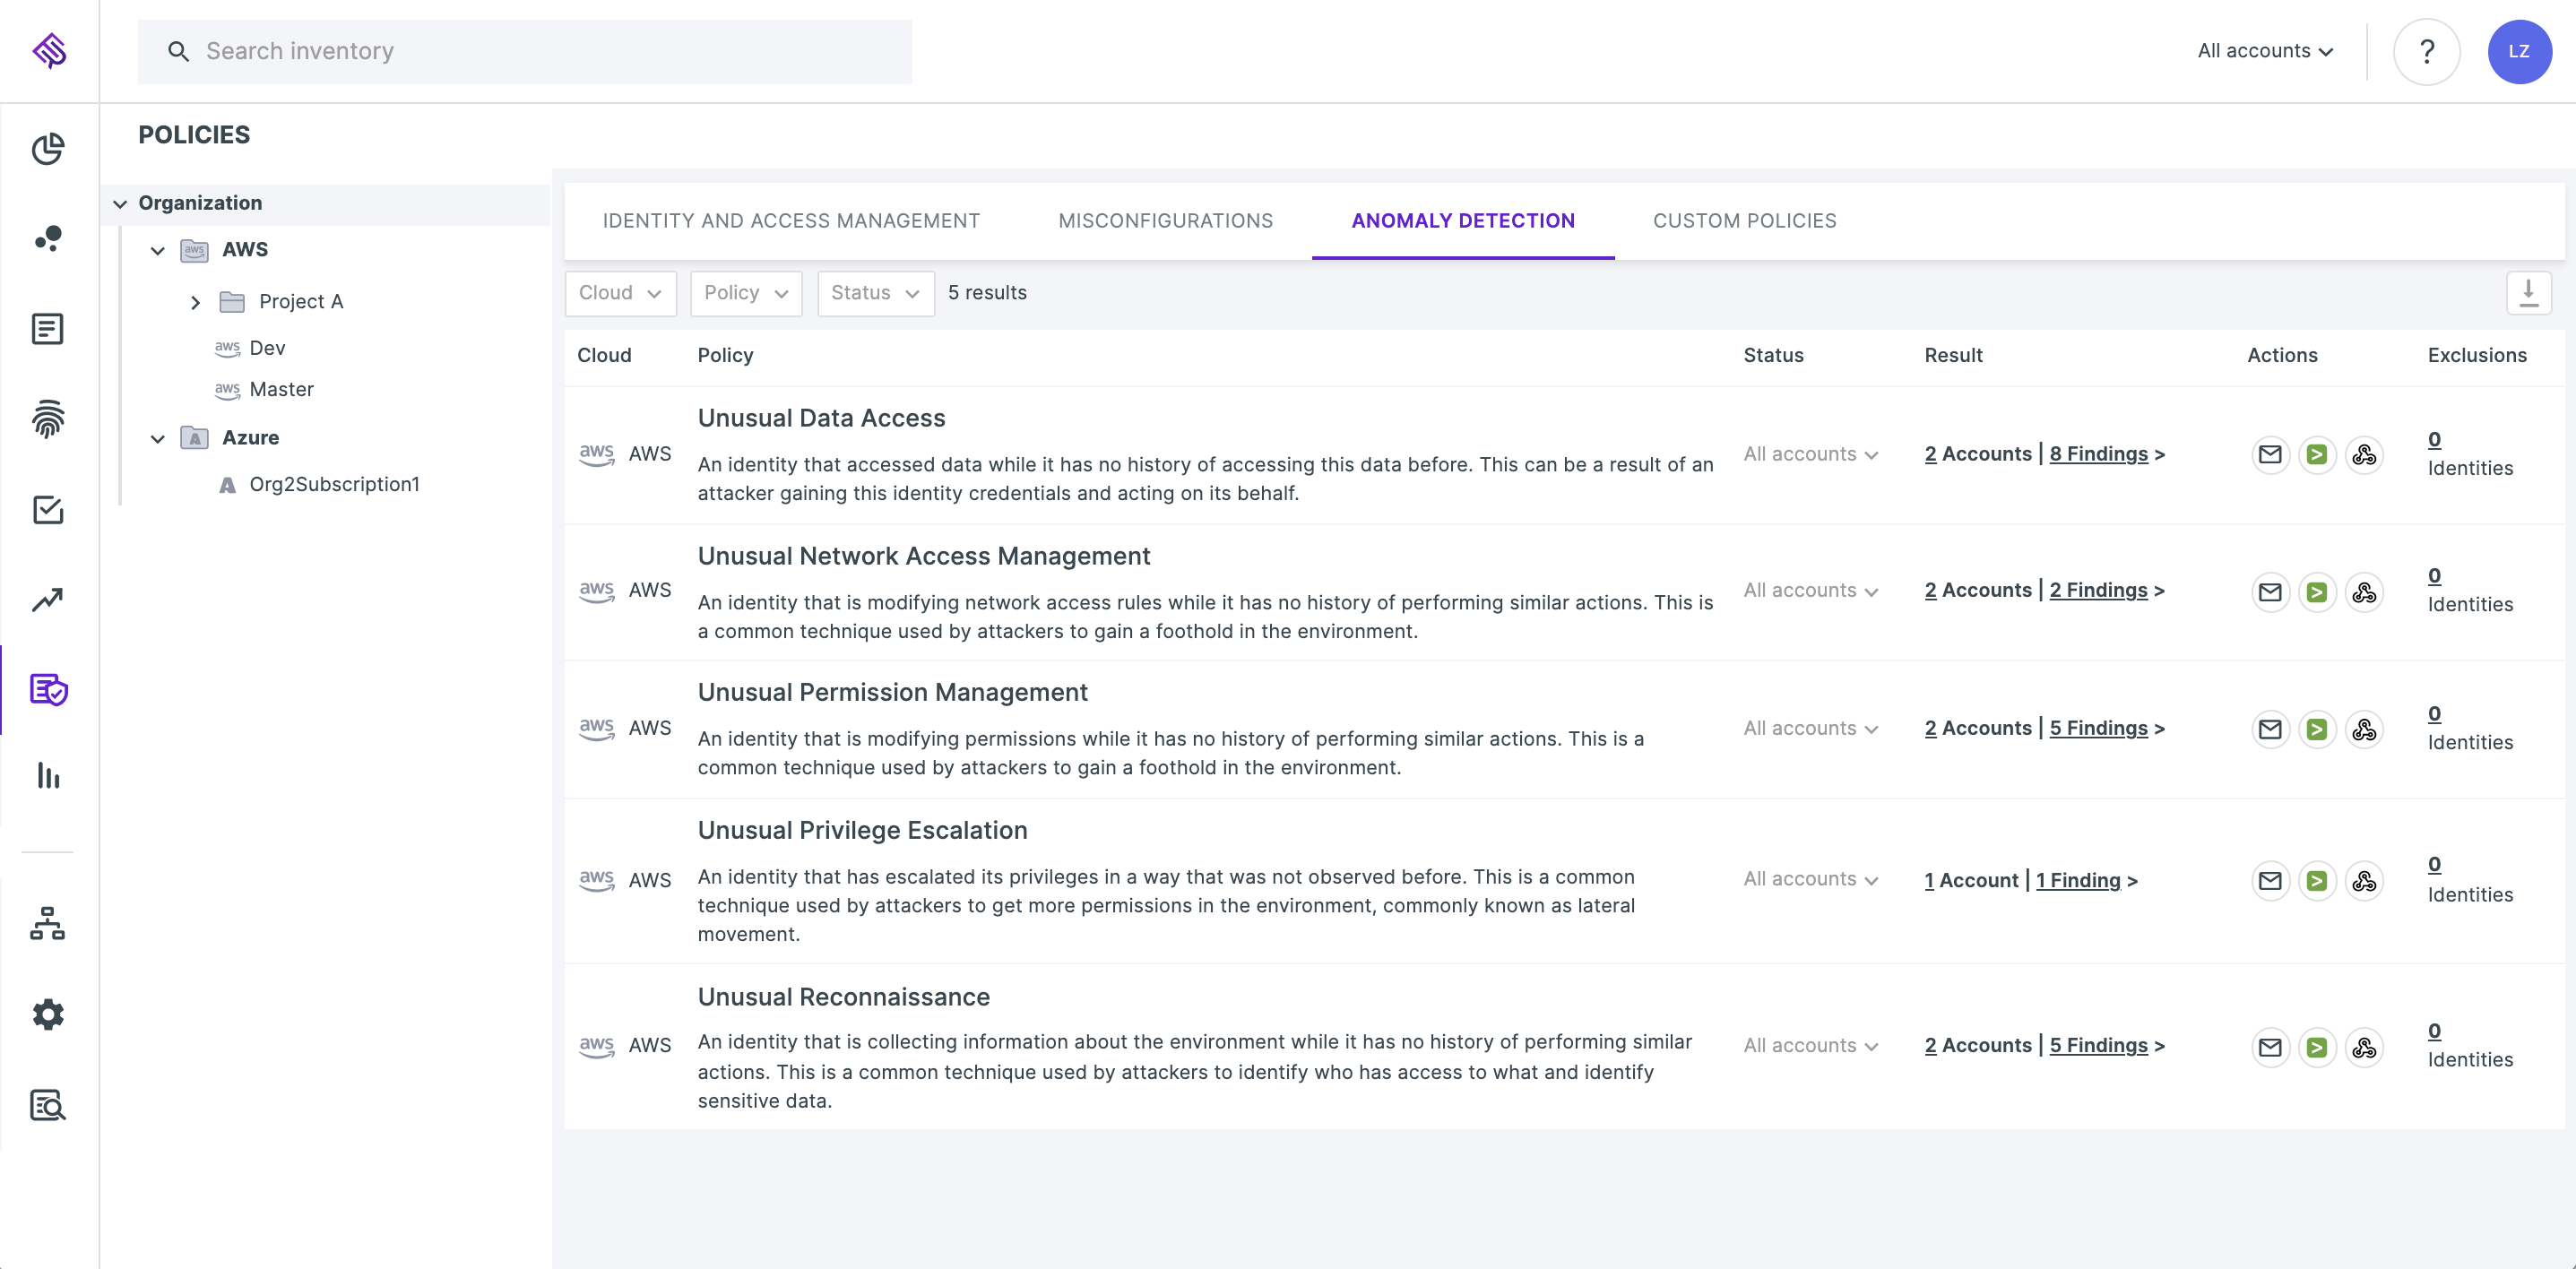 Search inventory
All accounts
?
LZ
POLICIES
Organization
aws AWS
Project A
aws Dev
aws Master
A Azure
Org2Subscription1
IDENTITY AND ACCESS MANAGEMENT
MISCONFIGURATIONS
ANOMALY DETECTION
CUSTOM POLICIES
Cloud
Policy
Status
5 results
Cloud
Policy
Status
Result
Actions
Exclusions
aws AWS
Unusual Data Access
An identity that accessed data while it has no history of accessing this data before. This can be a result of an
attacker gaining this identity credentials and acting on its behalf.
All accounts
2 Accounts | 8 Findings >
0
Identities
aws AWS
Unusual Network Access Management
An identity that is modifying network access rules while it has no history of performing similar actions. This is
a common technique used by attackers to gain a foothold in the environment.
All accounts
2 Accounts | 2 Findings >
0
Identities
aws AWS
Unusual Permission Management
An identity that is modifying permissions while it has no history of performing similar actions. This is a
common technique used by attackers to gain a foothold in the environment.
All accounts
2 Accounts | 5 Findings >
0
Identities
aws AWS
Unusual Privilege Escalation
An identity that has escalated its privileges in a way that was not observed before. This is a common
technique used by attackers to get more permissions in the environment, commonly known as lateral
movement.
All accounts
1 Account | 1 Finding >
0
Identities
aws AWS
Unusual Reconnaissance
An identity that is collecting information about the environment while it has no history of performing similar
actions. This is a common technique used by attackers to identify who has access to what and identify
sensitive data.
All accounts
2 Accounts | 5 Findings >
0
Identities